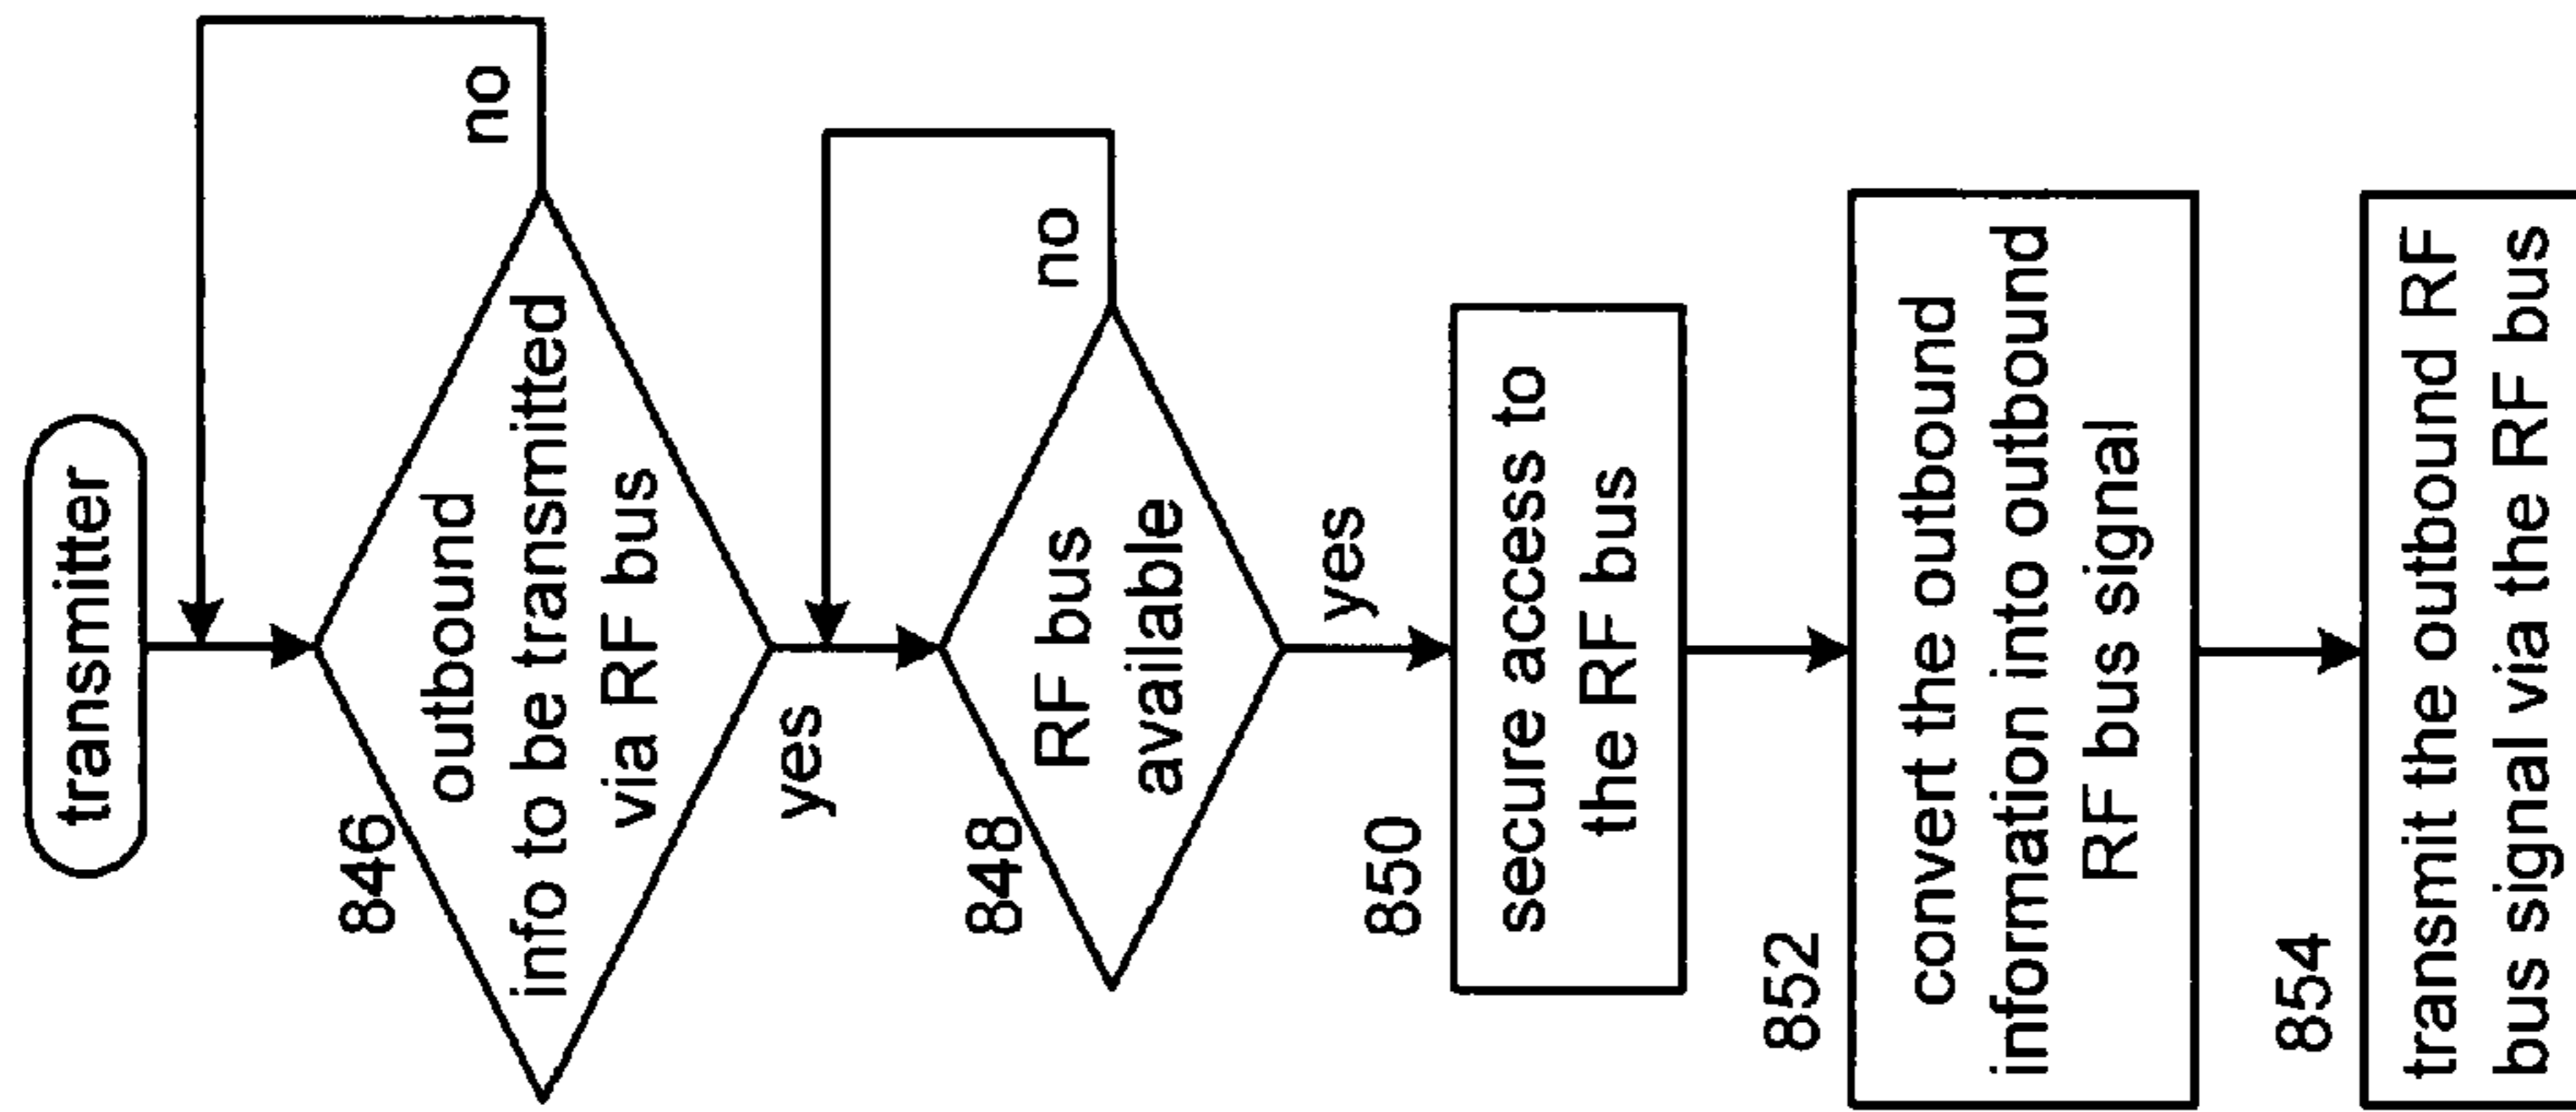 transmitter
846
outbound
info to be transmitted
via RF bus
no
yes
848
RF bus
available
no
yes
850
secure access to
the RF bus
852
convert the outbound
information into outbound
RF bus signal
854
transmit the outbound RF
bus signal via the RF bus